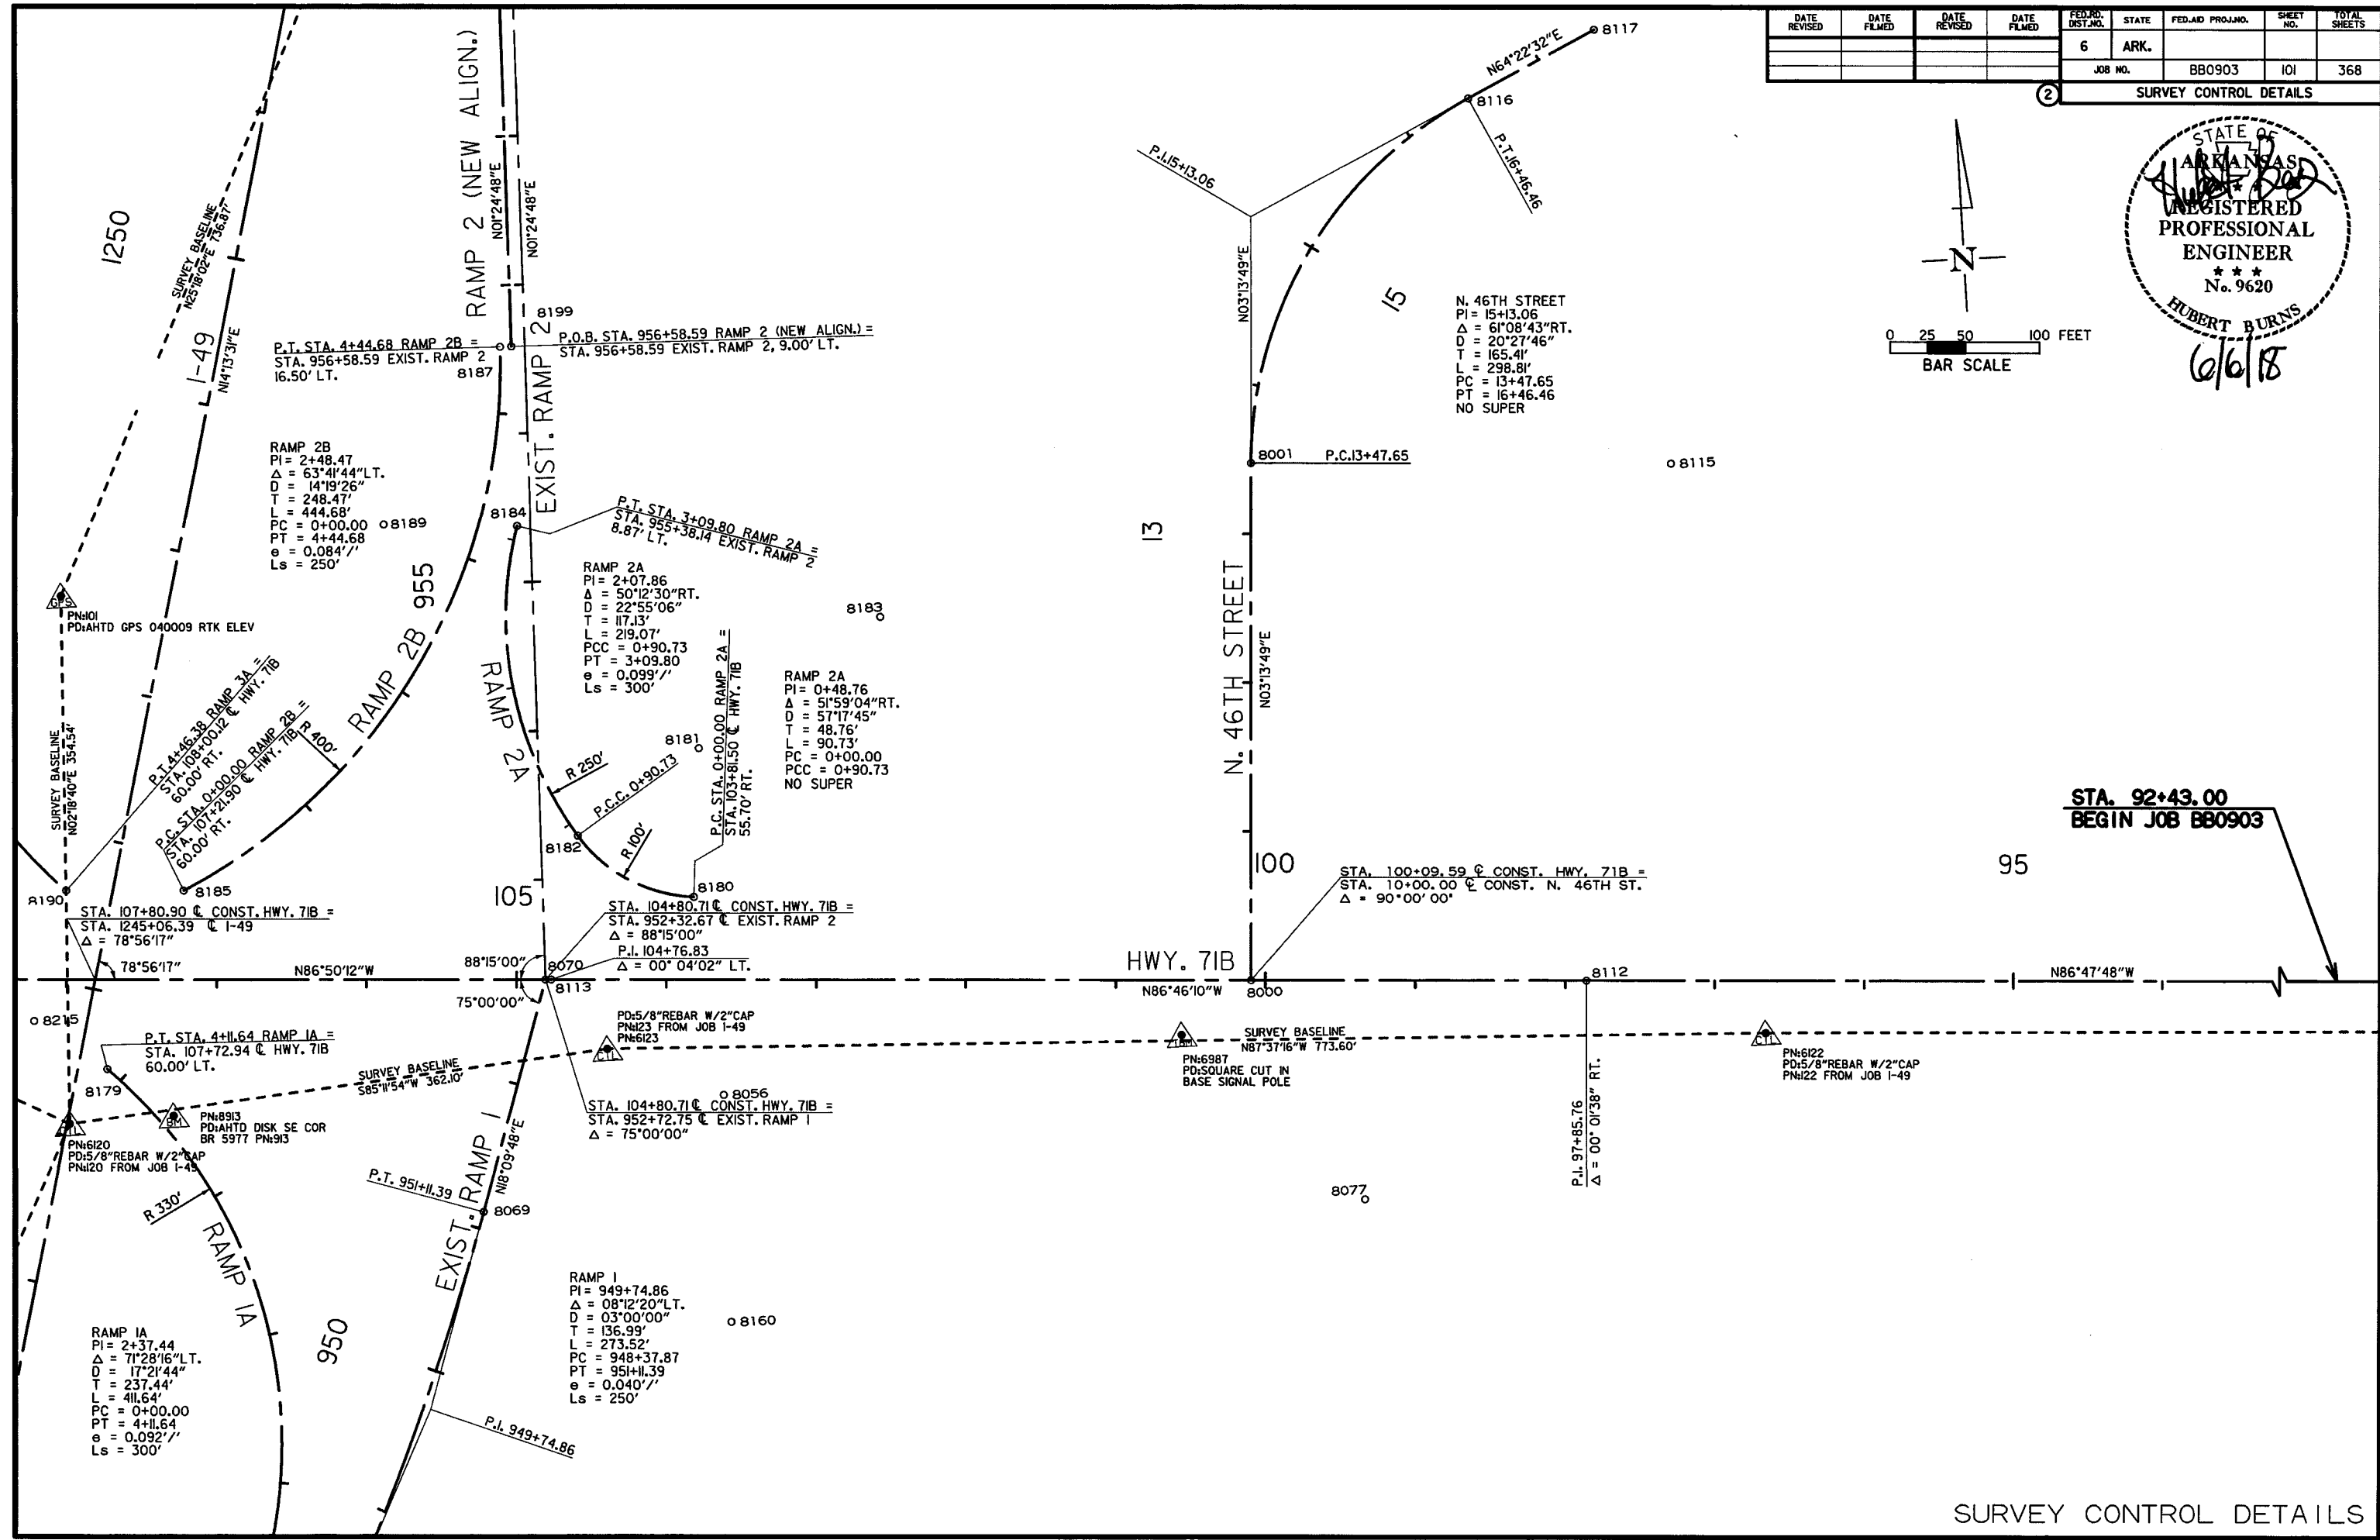 DATE REVISED
DATE FILMED
DATE REVISED
DATE FILMED
FED.RD. DIST.NO.
STATE
FED.AID PROJ.NO.
SHEET NO.
TOTAL SHEETS
6
ARK.
JOB NO.
BB0903
101
368
2
SURVEY CONTROL DETAILS
STATE OF
ARKANSAS
★ ★ ★
REGISTERED
PROFESSIONAL
ENGINEER
★ ★ ★
No. 9620
HUBERT BURNS
6/6/18
N
0 25 50 100 FEET
BAR SCALE
8117
N64°22'32"E
8116
P.I.15+13.06
P.T.16+46.46
N03°13'49"E
15
N. 46TH STREET
PI = 15+13.06
Δ = 61°08'43"RT.
D = 20°27'46"
T = 165.41'
L = 298.81'
PC = 13+47.65
PT = 16+46.46
NO SUPER
8001
P.C.13+47.65
8115
13
N. 46TH STREET
N03°13'49"E
RAMP 2 (NEW ALIGN.)
N01°24'48"E
N01°24'48"E
1250
SURVEY BASELINE
N25°18'02"E 736.87'
I-49
N14°13'31"E
P.T. STA. 4+44.68 RAMP 2B =
STA. 956+58.59 EXIST. RAMP 2
16.50' LT.
8187
8199
P.O.B. STA. 956+58.59 RAMP 2 (NEW ALIGN.) =
STA. 956+58.59 EXIST. RAMP 2, 9.00' LT.
EXIST. RAMP 2
RAMP 2B
PI = 2+48.47
Δ = 63°41'44"LT.
D = 14°19'26"
T = 248.47'
L = 444.68'
PC = 0+00.00
PT = 4+44.68
e = 0.084'/'
Ls = 250'
8189
955
8184
P.T. STA. 3+09.80 RAMP 2A =
STA. 955+38.14 EXIST. RAMP 2
8.87' LT.
RAMP 2A
PI = 2+07.86
Δ = 50°12'30"RT.
D = 22°55'06"
T = 117.13'
L = 219.07'
PCC = 0+90.73
PT = 3+09.80
e = 0.099'/'
Ls = 300'
8183
RAMP 2A
PI = 0+48.76
Δ = 51°59'04"RT.
D = 57°17'45"
T = 48.76'
L = 90.73'
PC = 0+00.00
PCC = 0+90.73
NO SUPER
GPS
PN:101
PD:AHTD GPS 040009 RTK ELEV
RAMP 2B
RAMP 2A
8181
P.C. STA. 0+00.00 RAMP 2A =
STA. 103+81.50 ℄ HWY. 71B
55.70' RT.
R 250'
P.C.C. 0+90.73
R 100'
8182
8180
SURVEY BASELINE
N02°18'40"E 354.54'
P.T.4+46.38 RAMP 3A =
STA. 108+00.12 ℄ HWY. 71B
60.00' RT.
P.C. STA. 0+00.00 RAMP 2B =
STA. 107+21.90 ℄ HWY. 71B
60.00' RT.
R 400'
8185
8190
105
STA. 107+80.90 ℄ CONST. HWY. 71B =
STA. 1245+06.39 ℄ I-49
Δ = 78°56'17"
78°56'17"
N86°50'12"W
STA. 104+80.71 ℄ CONST. HWY. 71B =
STA. 952+32.67 ℄ EXIST. RAMP 2
Δ = 88°15'00"
P.I. 104+76.83
Δ = 00° 04'02" LT.
88°15'00"
8070
8113
75°00'00"
HWY. 71B
N86°46'10"W
8000
100
STA. 100+09.59 ℄ CONST. HWY. 71B =
STA. 10+00.00 ℄ CONST. N. 46TH ST.
Δ = 90°00'00"
8112
95
STA. 92+43.00
BEGIN JOB BB0903
N86°47'48"W
8215
P.T. STA. 4+11.64 RAMP 1A =
STA. 107+72.94 ℄ HWY. 71B
60.00' LT.
8179
SURVEY BASELINE
S85°11'54"W 362.10'
PD:5/8"REBAR W/2"CAP
PN:123 FROM JOB I-49
PN:6123
CTL
SURVEY BASELINE
N87°37'16"W 773.60'
PN:6987
PD:SQUARE CUT IN
BASE SIGNAL POLE
CTL
PN:6122
PD:5/8"REBAR W/2"CAP
PN:122 FROM JOB I-49
P.I. 97+85.76
Δ = 00° 01'38" RT.
BM
PN:8913
PD:AHTD DISK SE COR
BR 5977 PN:913
PN:6120
PD:5/8"REBAR W/2"CAP
PN:120 FROM JOB I-49
8056
STA. 104+80.71 ℄ CONST. HWY. 71B =
STA. 952+72.75 ℄ EXIST. RAMP 1
Δ = 75°00'00"
N18°09'48"E
EXIST. RAMP 1
P.T. 951+11.39
8069
8077
R 330'
RAMP 1A
950
RAMP 1A
PI = 2+37.44
Δ = 71°28'16"LT.
D = 17°21'44"
T = 237.44'
L = 411.64'
PC = 0+00.00
PT = 4+11.64
e = 0.092'/'
Ls = 300'
RAMP 1
PI = 949+74.86
Δ = 08°12'20"LT.
D = 03°00'00"
T = 136.99'
L = 273.52'
PC = 948+37.87
PT = 951+11.39
e = 0.040'/'
Ls = 250'
8160
P.I. 949+74.86
SURVEY CONTROL DETAILS